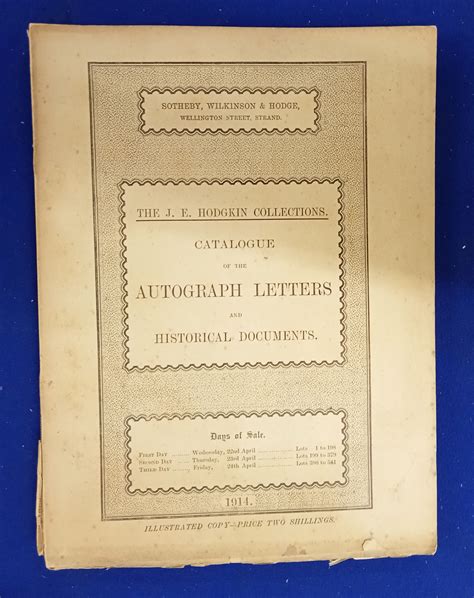 SOTHEBY, WILKINSON & HODGE,
WELLINGTON STREET, STRAND.
THE J. E. HODGKIN COLLECTIONS.
CATALOGUE
OF THE
AUTOGRAPH LETTERS
AND
HISTORICAL DOCUMENTS.
Days of Sale.
FIRST DAY ...... Wednesday, 22nd April ...... Lots 1 to 198
SECOND DAY ...... Thursday, 23rd April ...... Lots 199 to 379
THIRD DAY ...... Friday, 24th April ...... Lots 380 to 581
1914.
ILLUSTRATED COPY—PRICE TWO SHILLINGS.